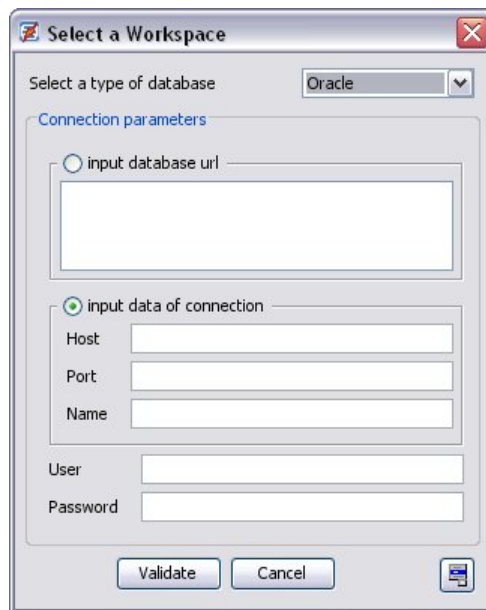 Select a Workspace
Select a type of database Oracle
Connection parameters
input database url
input data of connection
Host
Port
Name
User
Password
Validate Cancel